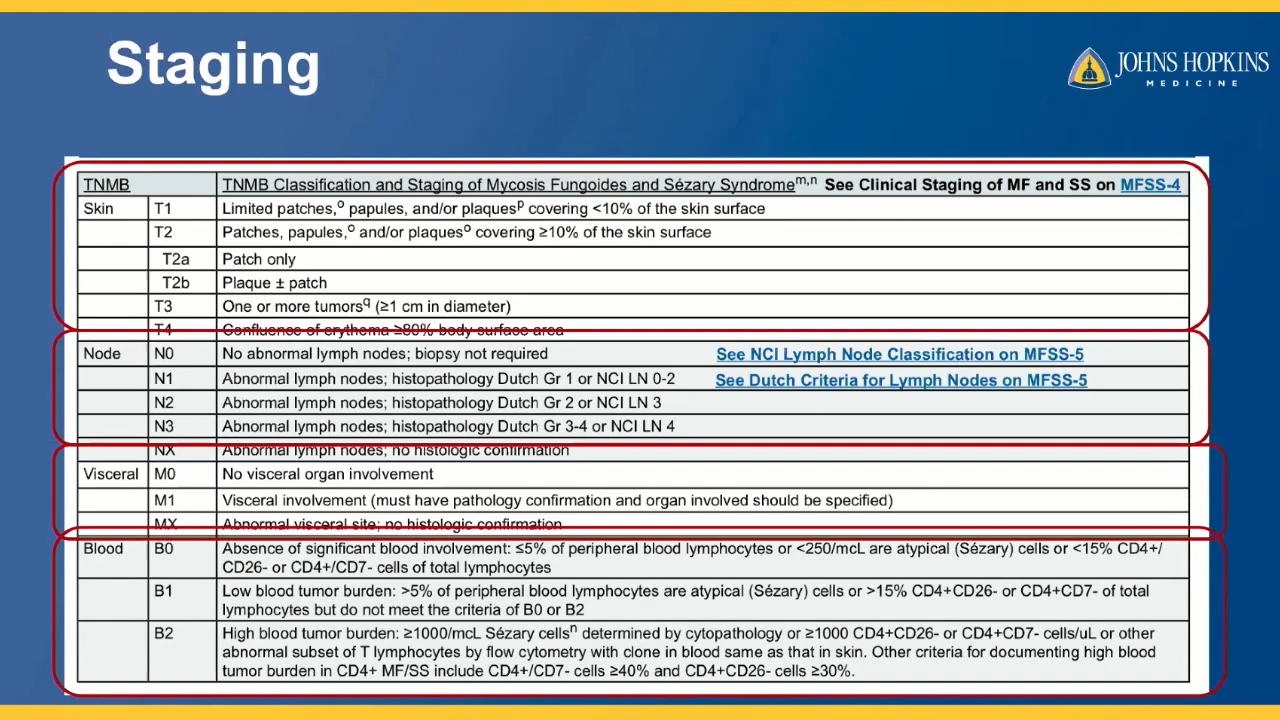 Staging
JOHNS HOPKINS
MEDICINE
TNMB TNMB Classification and Staging of Mycosis Fungoides and Sézary Syndrome^m,n See Clinical Staging of MF and SS on MFSS-4
Skin T1 Limited patches,^o papules, and/or plaques^p covering <10% of the skin surface
T2 Patches, papules,^o and/or plaques^o covering ≥10% of the skin surface
T2a Patch only
T2b Plaque ± patch
T3 One or more tumors^q (≥1 cm in diameter)
T4 Confluence of erythema ≥80% body surface area
Node N0 No abnormal lymph nodes; biopsy not required See NCI Lymph Node Classification on MFSS-5
N1 Abnormal lymph nodes; histopathology Dutch Gr 1 or NCI LN 0-2 See Dutch Criteria for Lymph Nodes on MFSS-5
N2 Abnormal lymph nodes; histopathology Dutch Gr 2 or NCI LN 3
N3 Abnormal lymph nodes; histopathology Dutch Gr 3-4 or NCI LN 4
NX Abnormal lymph nodes; no histologic confirmation
Visceral M0 No visceral organ involvement
M1 Visceral involvement (must have pathology confirmation and organ involved should be specified)
MX Abnormal visceral site; no histologic confirmation
Blood B0 Absence of significant blood involvement: ≤5% of peripheral blood lymphocytes or <250/mcL are atypical (Sézary) cells or <15% CD4+/
CD26- or CD4+/CD7- cells of total lymphocytes
B1 Low blood tumor burden: >5% of peripheral blood lymphocytes are atypical (Sézary) cells or >15% CD4+CD26- or CD4+CD7- of total
lymphocytes but do not meet the criteria of B0 or B2
B2 High blood tumor burden: ≥1000/mcL Sézary cells^n determined by cytopathology or ≥1000 CD4+CD26- or CD4+CD7- cells/uL or other
abnormal subset of T lymphocytes by flow cytometry with clone in blood same as that in skin. Other criteria for documenting high blood
tumor burden in CD4+ MF/SS include CD4+/CD7- cells ≥40% and CD4+CD26- cells ≥30%.